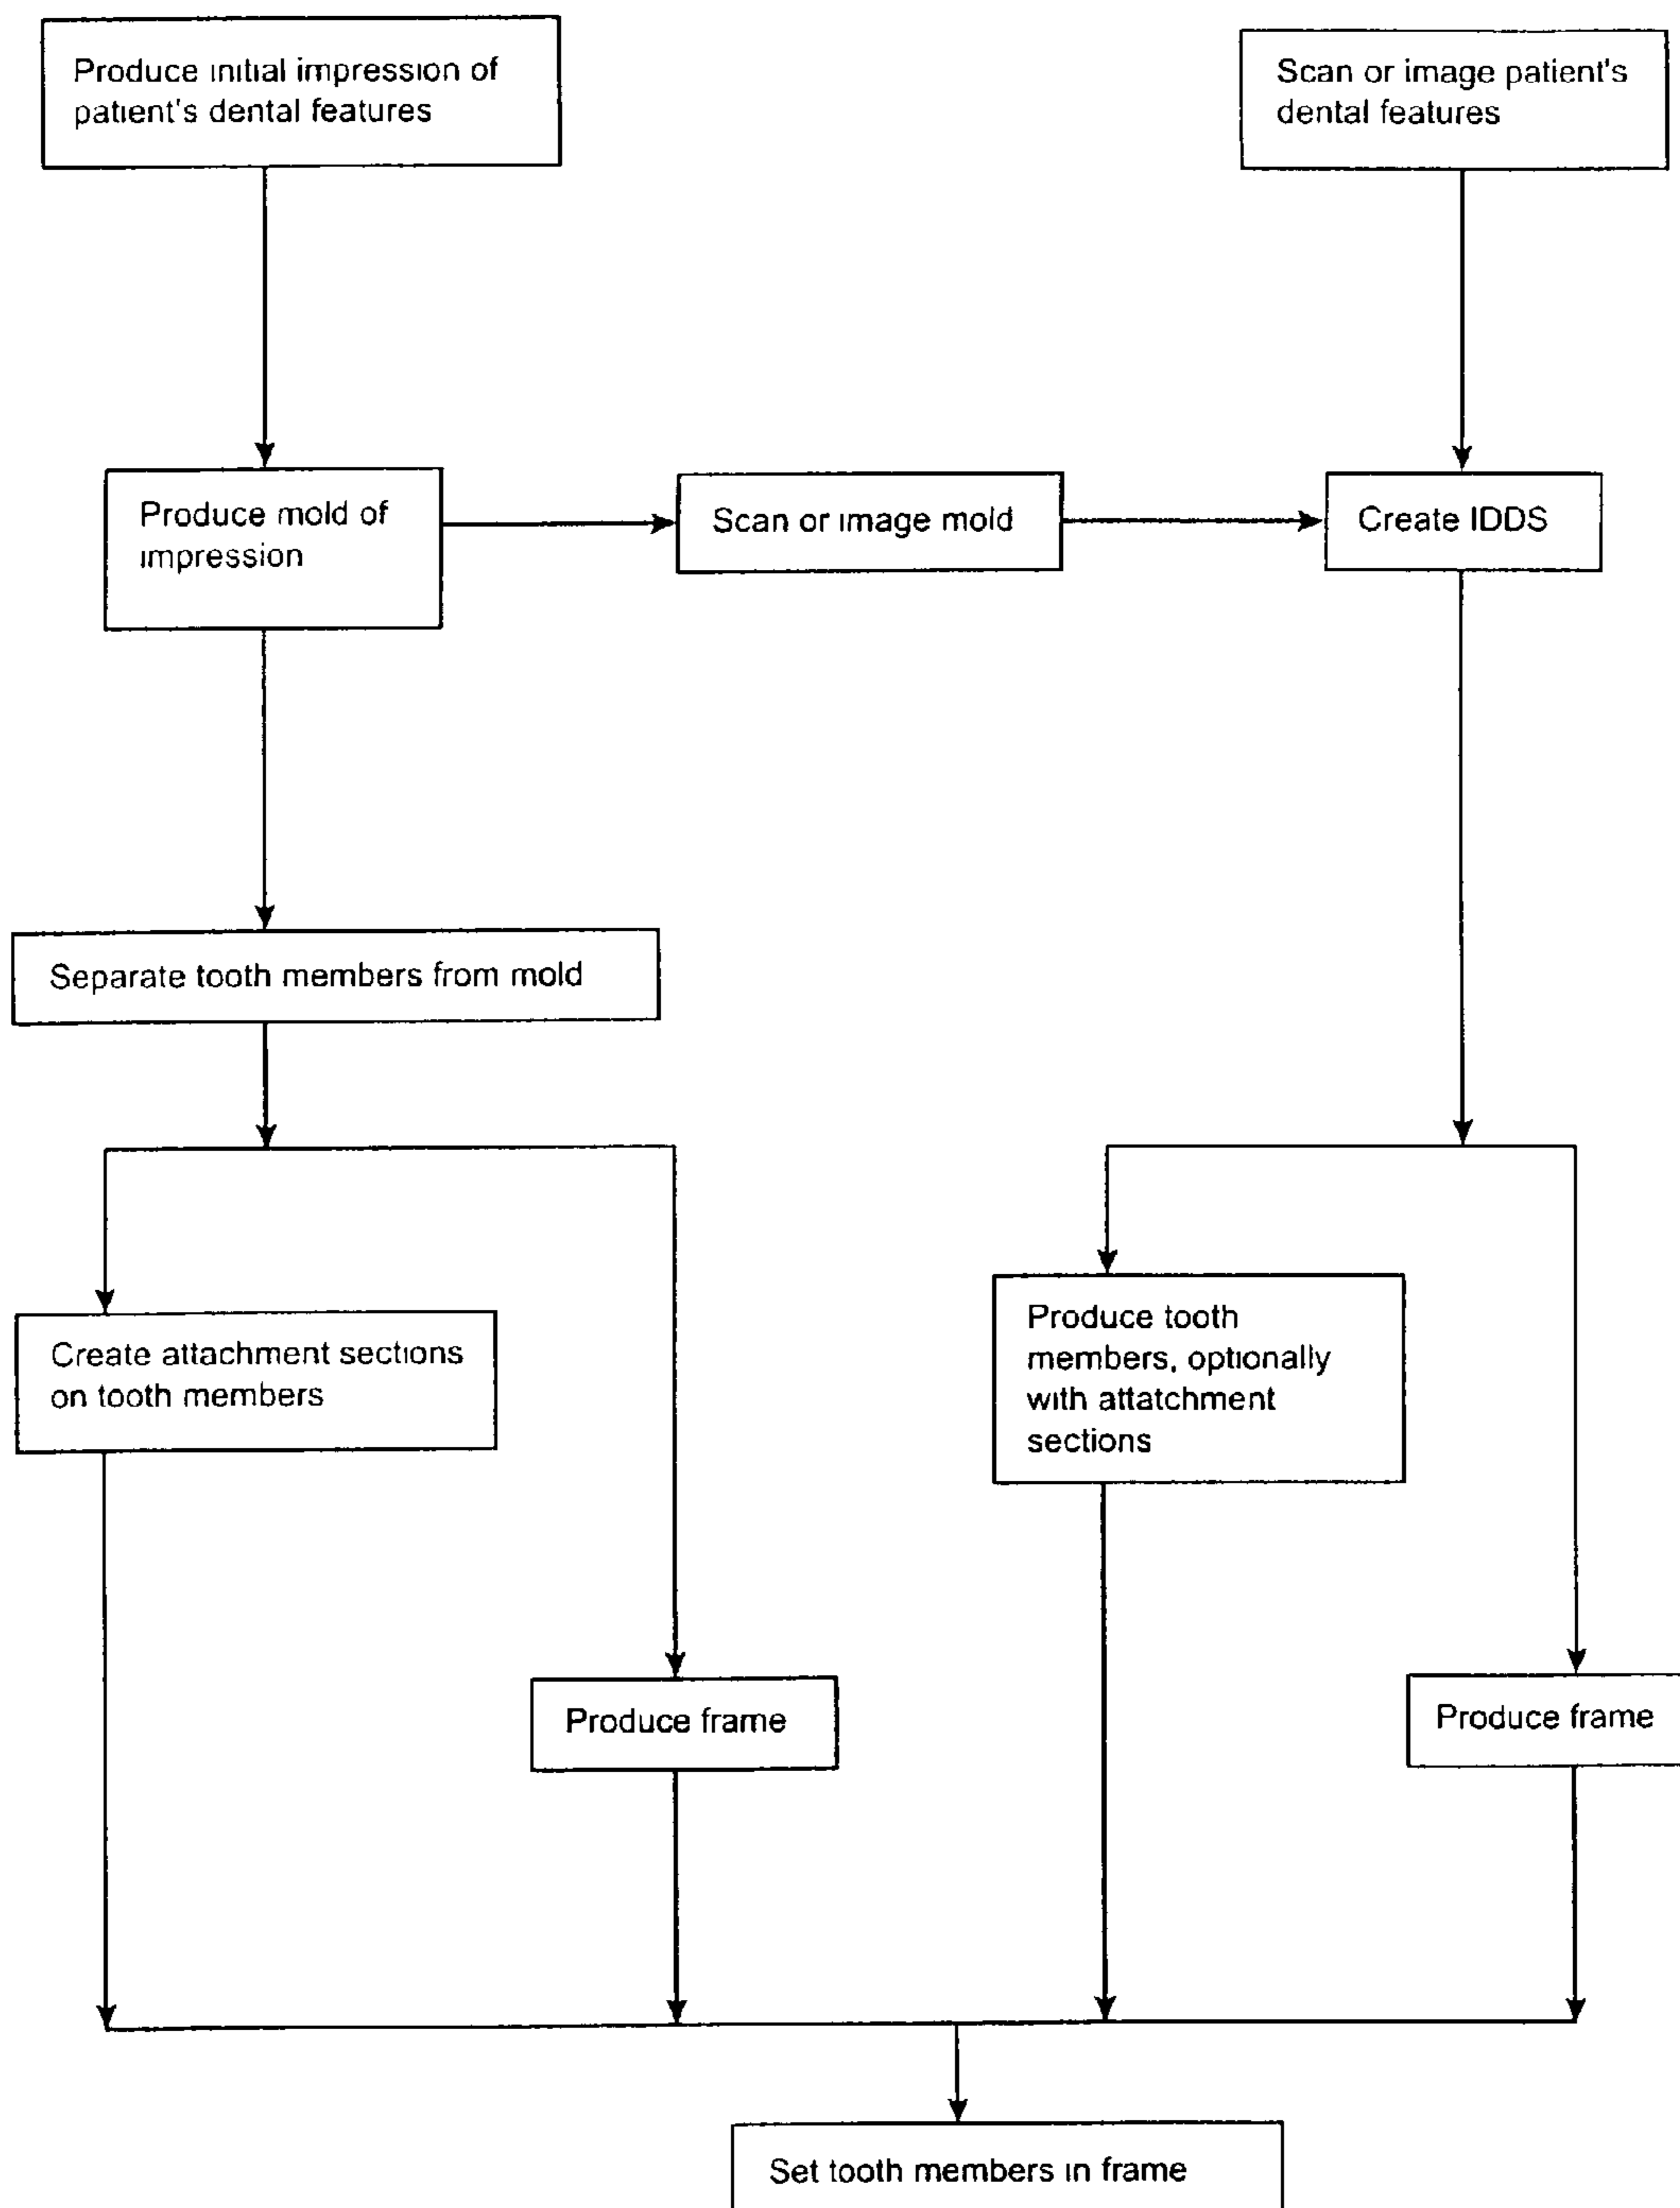 Produce initial impression of
patient's dental features
Scan or image patient's
dental features
Produce mold of
impression
Scan or image mold
Create IDDS
Separate tooth members from mold
Create attachment sections
on tooth members
Produce tooth
members, optionally
with attatchment
sections
Produce frame
Produce frame
Set tooth members in frame